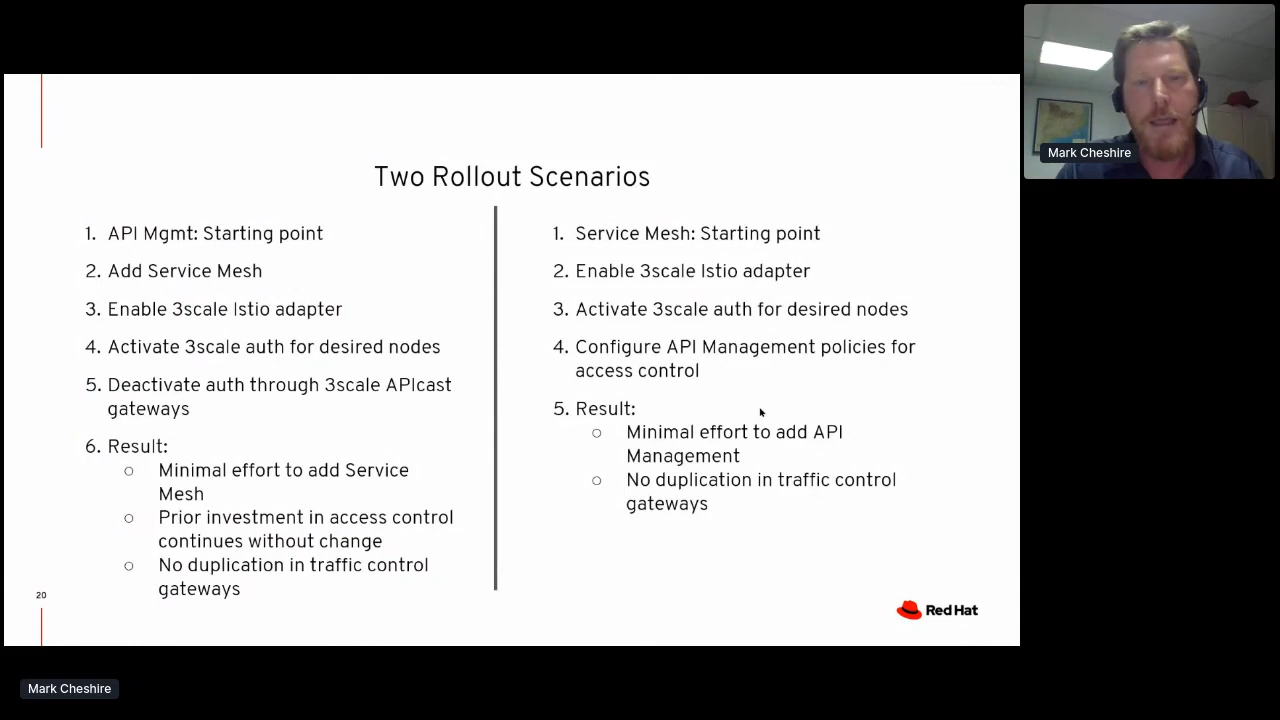 Two Rollout Scenarios
1. API Mgmt: Starting point
2. Add Service Mesh
3. Enable 3scale Istio adapter
4. Activate 3scale auth for desired nodes
5. Deactivate auth through 3scale APIcast
gateways
6. Result:
○ Minimal effort to add Service
Mesh
○ Prior investment in access control
continues without change
○ No duplication in traffic control
gateways
1. Service Mesh: Starting point
2. Enable 3scale Istio adapter
3. Activate 3scale auth for desired nodes
4. Configure API Management policies for
access control
5. Result:
○ Minimal effort to add API
Management
○ No duplication in traffic control
gateways
20
Red Hat
Mark Cheshire
Mark Cheshire